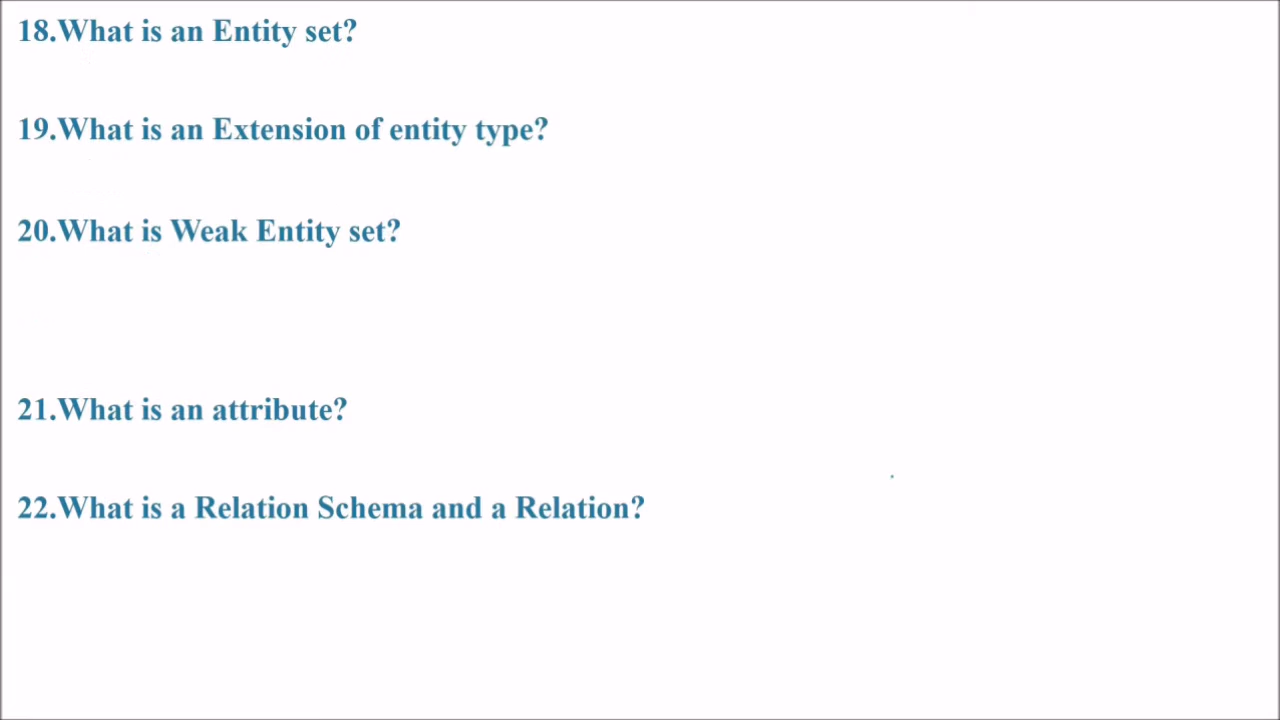 18.What is an Entity set?
19.What is an Extension of entity type?
20.What is Weak Entity set?
21.What is an attribute?
22.What is a Relation Schema and a Relation?